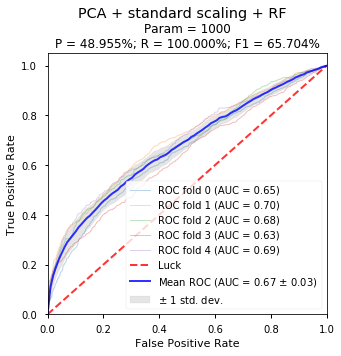 PCA + standard scaling + RF
Param = 1000
P = 48.955%; R = 100.000%; F1 = 65.704%
1.0
0.8
0.6
0.4
0.2
0.0
True Positive Rate
ROC fold 0 (AUC = 0.65)
ROC fold 1 (AUC = 0.70)
ROC fold 2 (AUC = 0.68)
ROC fold 3 (AUC = 0.63)
ROC fold 4 (AUC = 0.69)
Luck
Mean ROC (AUC = 0.67 ± 0.03)
± 1 std. dev.
0.0 0.2 0.4 0.6 0.8 1.0
False Positive Rate